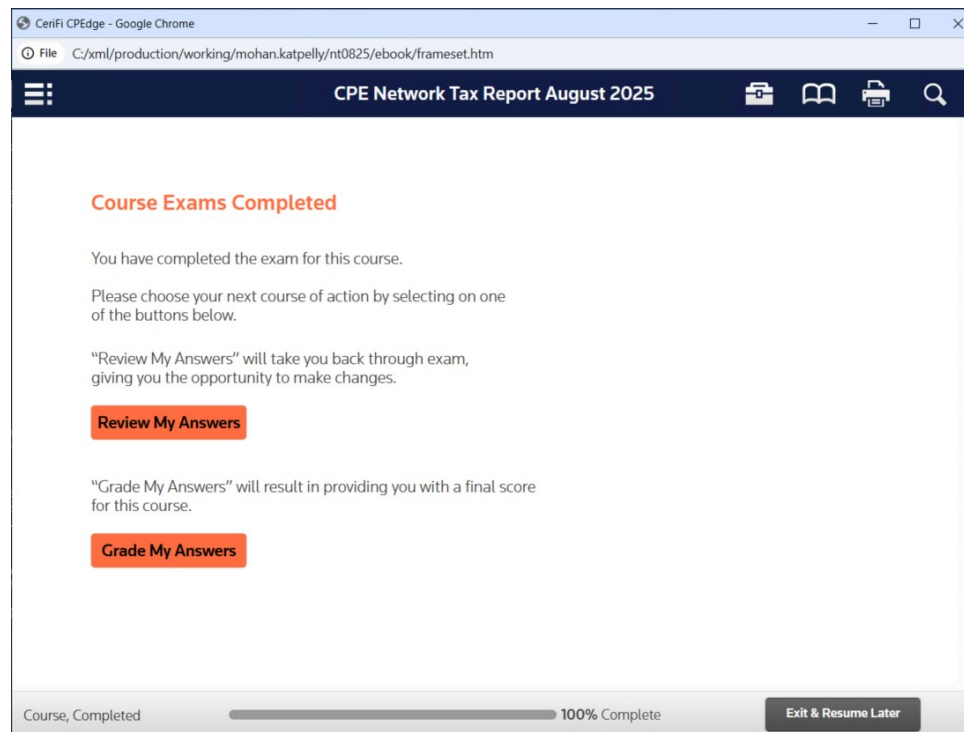 CeriFi CPEdge - Google Chrome
File C:/xml/production/working/mohan.katpelly/nt0825/ebook/frameset.htm
CPE Network Tax Report August 2025
Course Exams Completed
You have completed the exam for this course.
Please choose your next course of action by selecting on one
of the buttons below.
“Review My Answers” will take you back through exam,
giving you the opportunity to make changes.
Review My Answers
“Grade My Answers” will result in providing you with a final score
for this course.
Grade My Answers
Course, Completed 100% Complete Exit & Resume Later